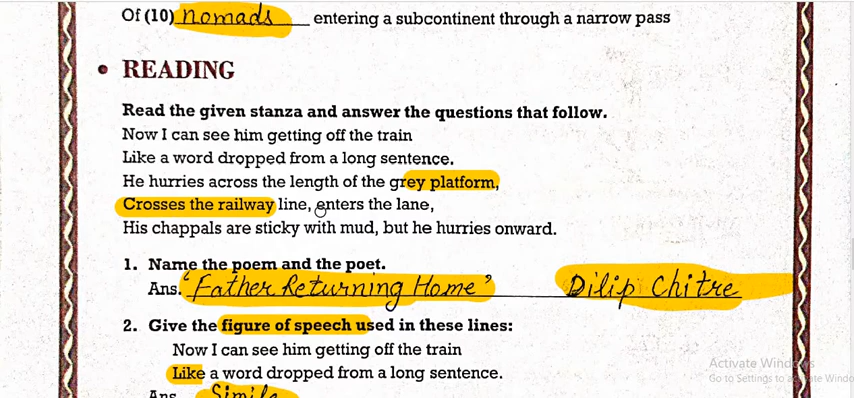 Of (10) nomads entering a subcontinent through a narrow pass
• READING
Read the given stanza and answer the questions that follow.
Now I can see him getting off the train
Like a word dropped from a long sentence.
He hurries across the length of the grey platform,
Crosses the railway line, enters the lane,
His chappals are sticky with mud, but he hurries onward.
1. Name the poem and the poet.
Ans. "Father Returning Home" Dilip Chitre
2. Give the figure of speech used in these lines:
Now I can see him getting off the train
Like a word dropped from a long sentence.
Ans. Simile
Activate Windows
Go to Settings to activate Windo